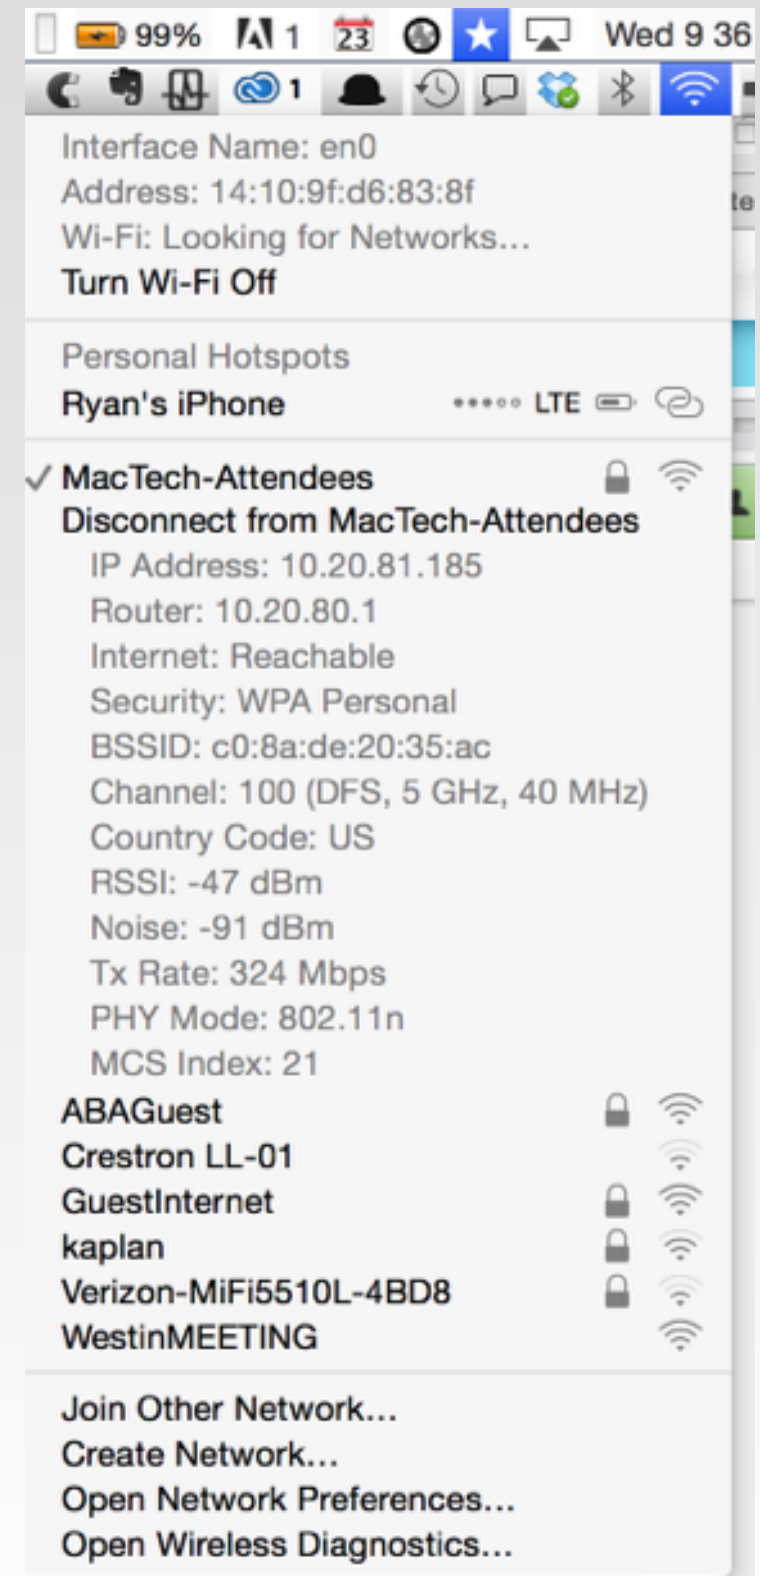 99% 1 23 Wed 9 36
1
Interface Name: en0
Address: 14:10:9f:d6:83:8f
Wi-Fi: Looking for Networks...
Turn Wi-Fi Off
Personal Hotspots
Ryan's iPhone LTE
MacTech-Attendees
Disconnect from MacTech-Attendees
IP Address: 10.20.81.185
Router: 10.20.80.1
Internet: Reachable
Security: WPA Personal
BSSID: c0:8a:de:20:35:ac
Channel: 100 (DFS, 5 GHz, 40 MHz)
Country Code: US
RSSI: -47 dBm
Noise: -91 dBm
Tx Rate: 324 Mbps
PHY Mode: 802.11n
MCS Index: 21
ABAGuest
Crestron LL-01
GuestInternet
kaplan
Verizon-MiFi5510L-4BD8
WestinMEETING
Join Other Network...
Create Network...
Open Network Preferences...
Open Wireless Diagnostics...